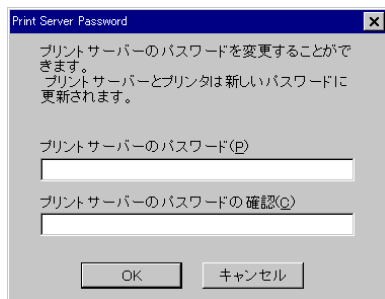 Print Server Password
プリントサーバーのパスワードを変更することがで
きます。
プリントサーバーとプリンタは新しいパスワードに
更新されます。
プリントサーバーのパスワード(P)
プリントサーバーのパスワードの確認(C)
OK
キャンセル